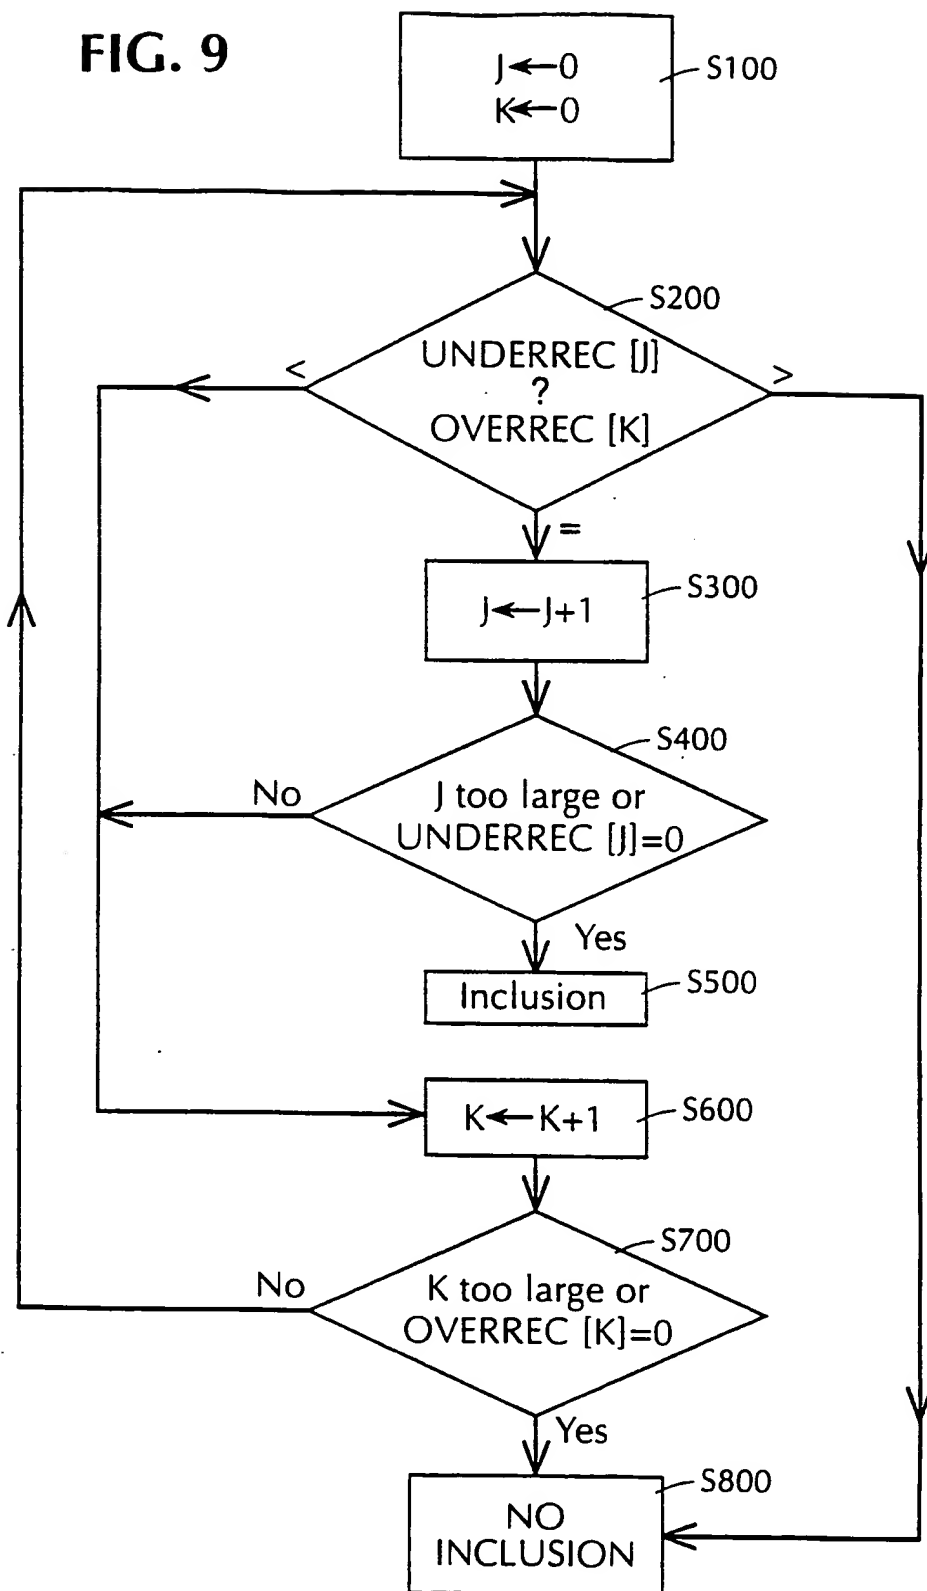 FIG. 9
J←0
K←0
S100
S200
UNDERREC [J]
?
OVERREC [K]
<
>
=
S300
J←J+1
S400
No
J too large or
UNDERREC [J]=0
Yes
Inclusion
S500
K←K+1
S600
S700
No
K too large or
OVERREC [K]=0
Yes
S800
NO
INCLUSION